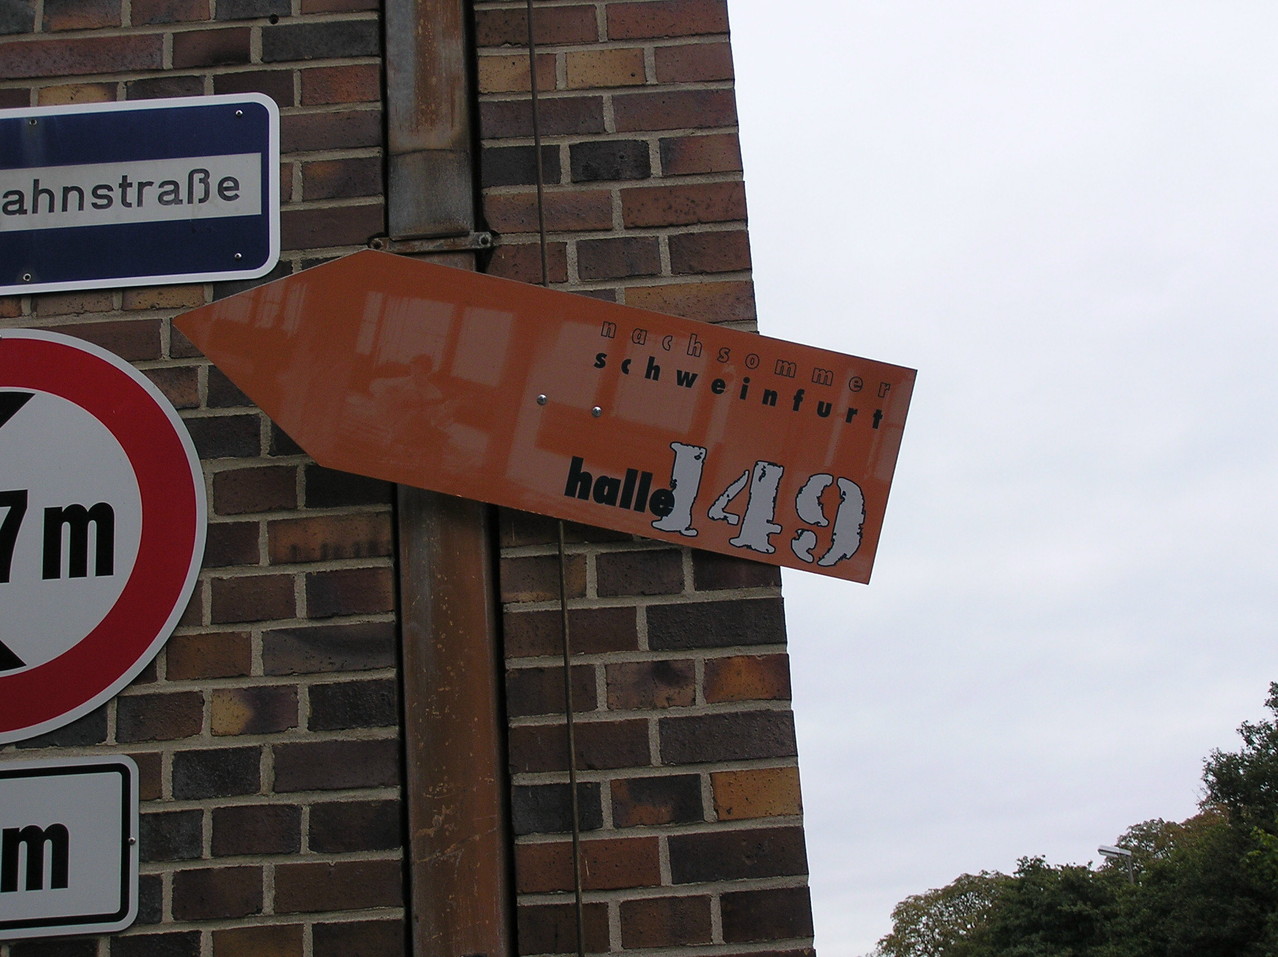 ahnstraße
nachsommer
schweinfurt
halle 149
7m
m